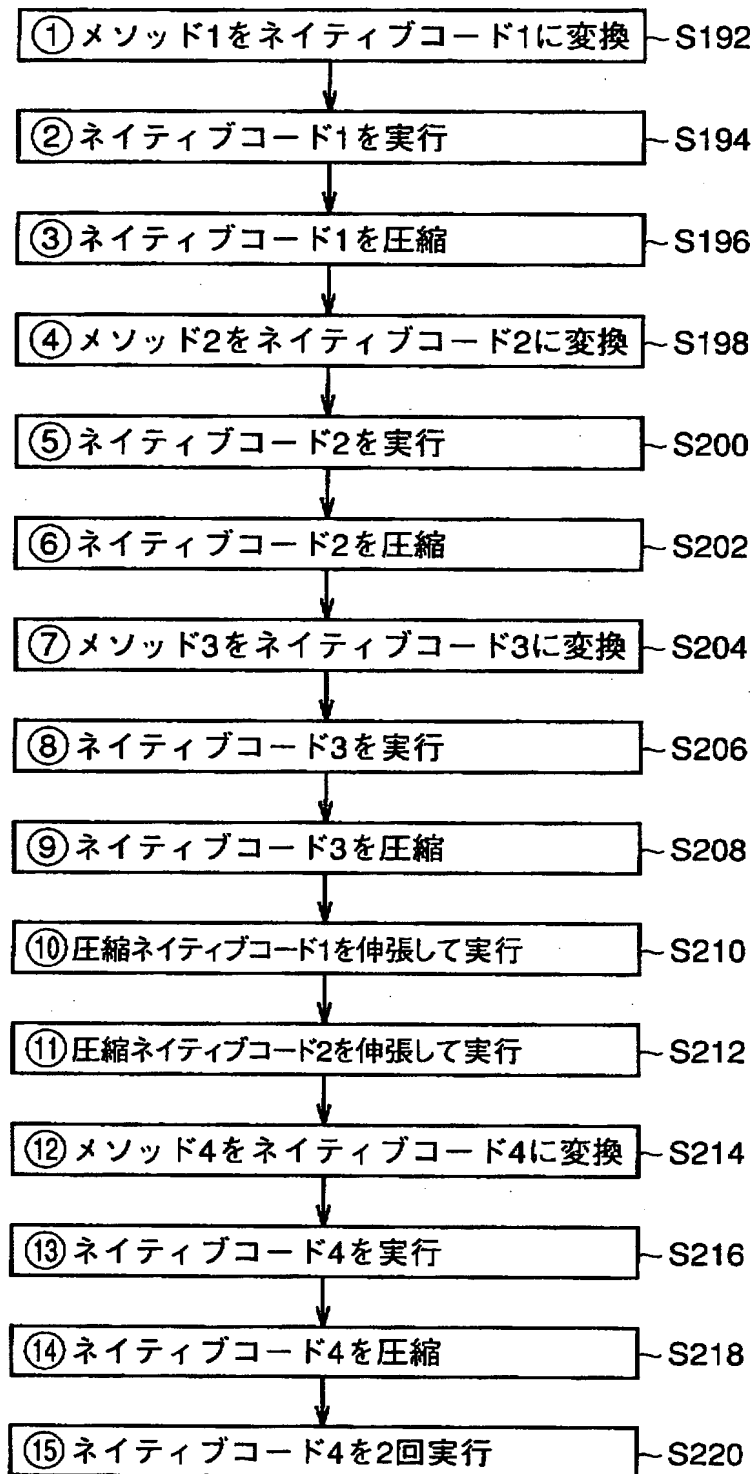 ①メソッド1をネイティブコード1に変換 ~S192
②ネイティブコード1を実行 ~S194
③ネイティブコード1を圧縮 ~S196
④メソッド2をネイティブコード2に変換 ~S198
⑤ネイティブコード2を実行 ~S200
⑥ネイティブコード2を圧縮 ~S202
⑦メソッド3をネイティブコード3に変換 ~S204
⑧ネイティブコード3を実行 ~S206
⑨ネイティブコード3を圧縮 ~S208
⑩圧縮ネイティブコード1を伸張して実行 ~S210
⑪圧縮ネイティブコード2を伸張して実行 ~S212
⑫メソッド4をネイティブコード4に変換 ~S214
⑬ネイティブコード4を実行 ~S216
⑭ネイティブコード4を圧縮 ~S218
⑮ネイティブコード4を2回実行 ~S220